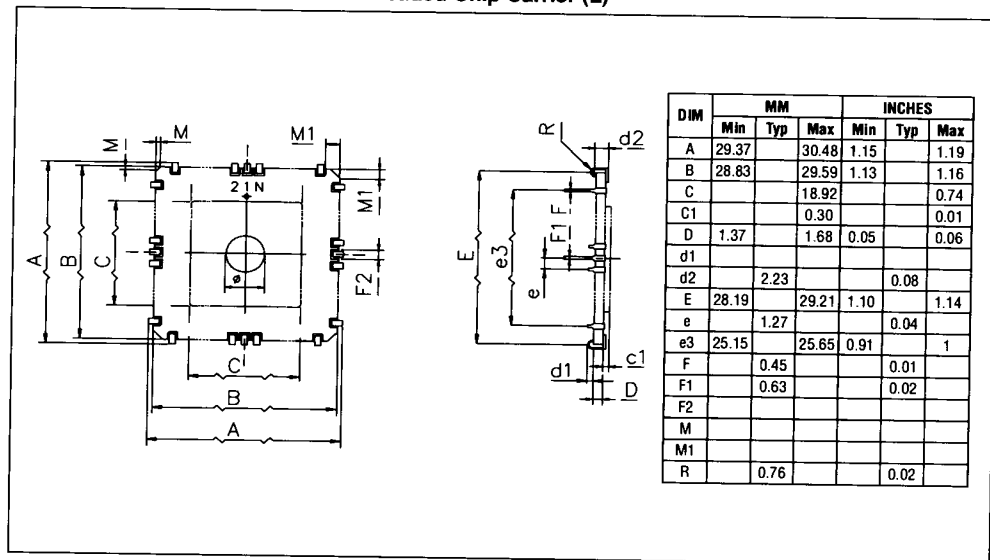 Chip Carrier (L)
M
M
M1
M1
21N
A
B
C
ø
F2
C
B
A
R
d2
E
e3
F1 F
e
d1
c1
D
DIM MM INCHES
Min Typ Max Min Typ Max
A 29.37 30.48 1.15 1.19
B 28.83 29.59 1.13 1.16
C 18.92 0.74
C1 0.30 0.01
D 1.37 1.68 0.05 0.06
d1
d2 2.23 0.08
E 28.19 29.21 1.10 1.14
e 1.27 0.04
e3 25.15 25.65 0.91 1
F 0.45 0.01
F1 0.63 0.02
F2
M
M1
R 0.76 0.02